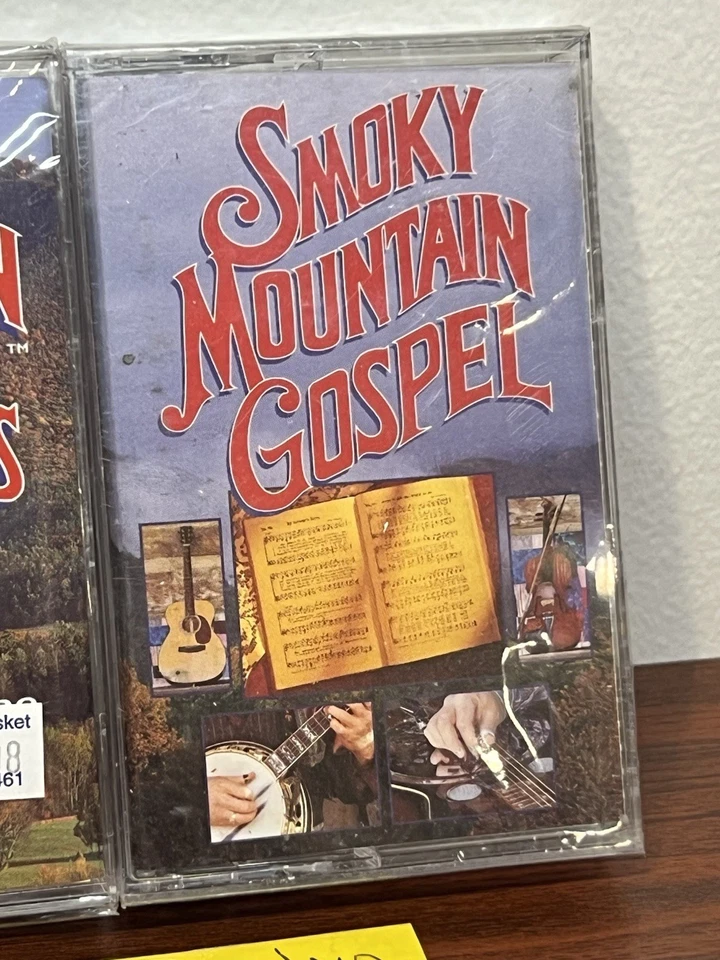 SMOKY
MOUNTAIN
GOSPEL
N
TM
S
sket
18
461